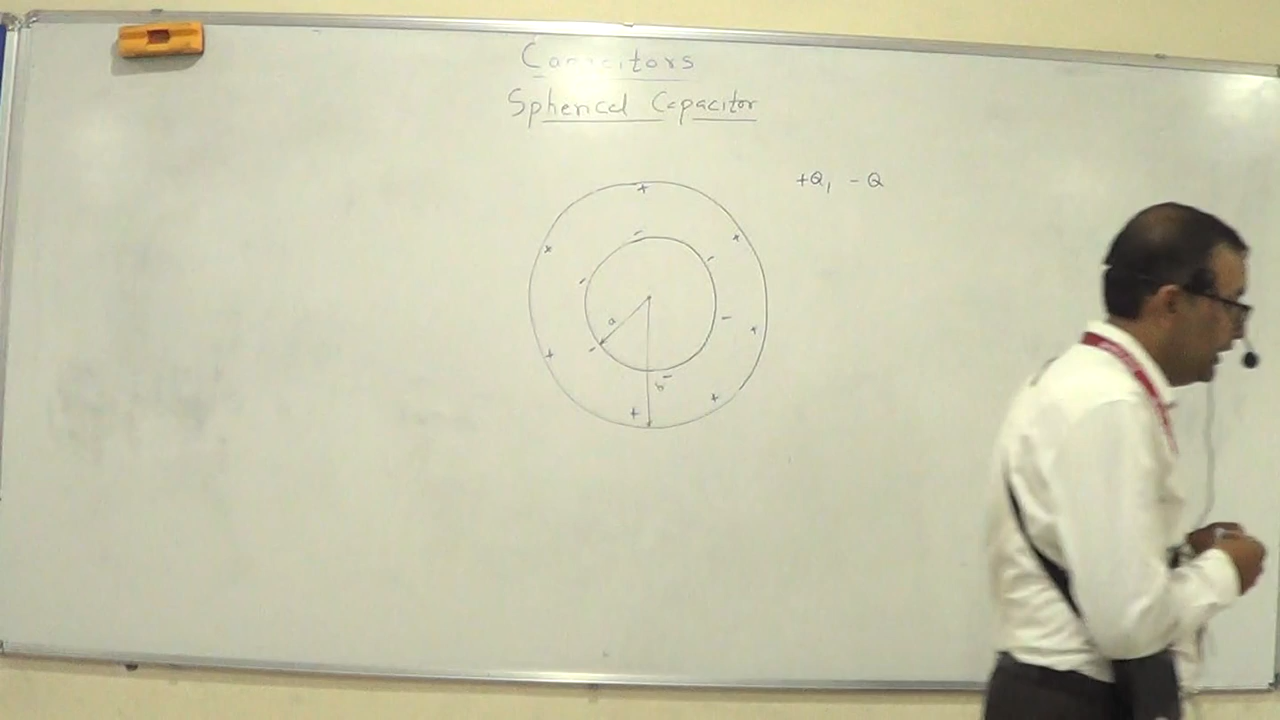 Capacitors
Spherical Capacitor
+Q, - Q
+
+ +
-
- -
a
- +
-
+
b -
+ +